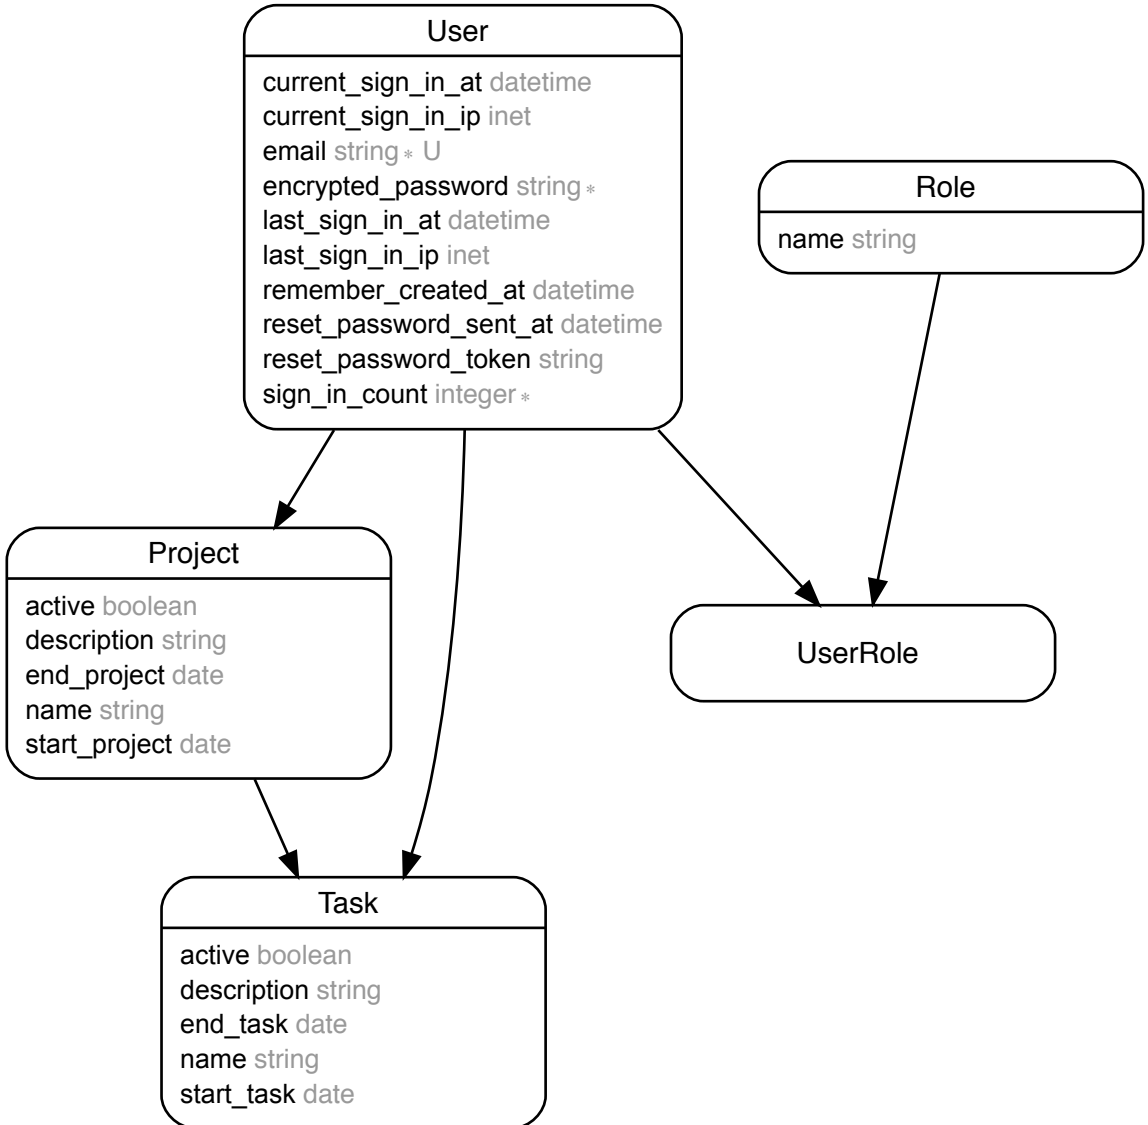 User
current_sign_in_at datetime
current_sign_in_ip inet
email string * U
encrypted_password string *
last_sign_in_at datetime
last_sign_in_ip inet
remember_created_at datetime
reset_password_sent_at datetime
reset_password_token string
sign_in_count integer *
Role
name string
Project
active boolean
description string
end_project date
name string
start_project date
UserRole
Task
active boolean
description string
end_task date
name string
start_task date